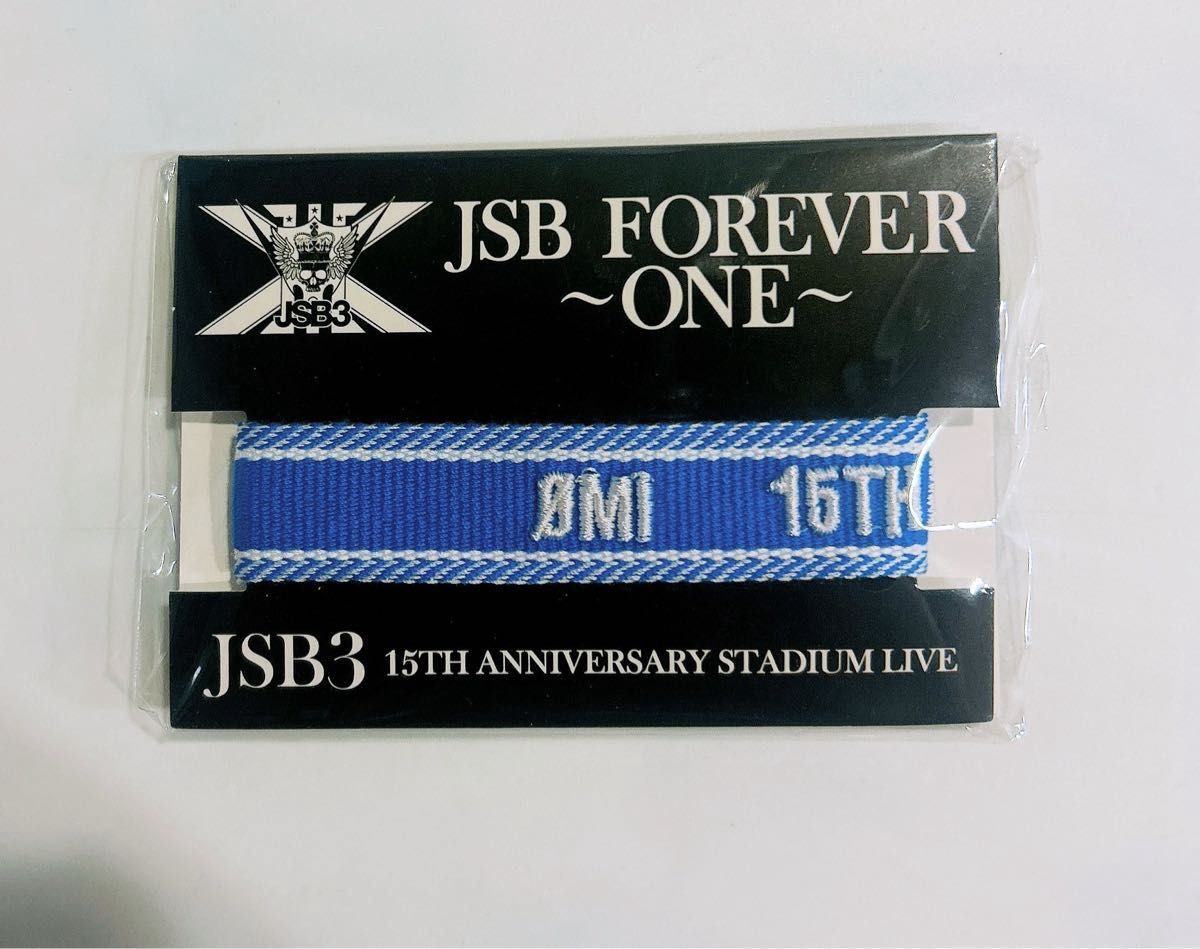 JSB3
JSB FOREVER
~ONE~
ØMI 15TH
JSB3 15TH ANNIVERSARY STADIUM LIVE